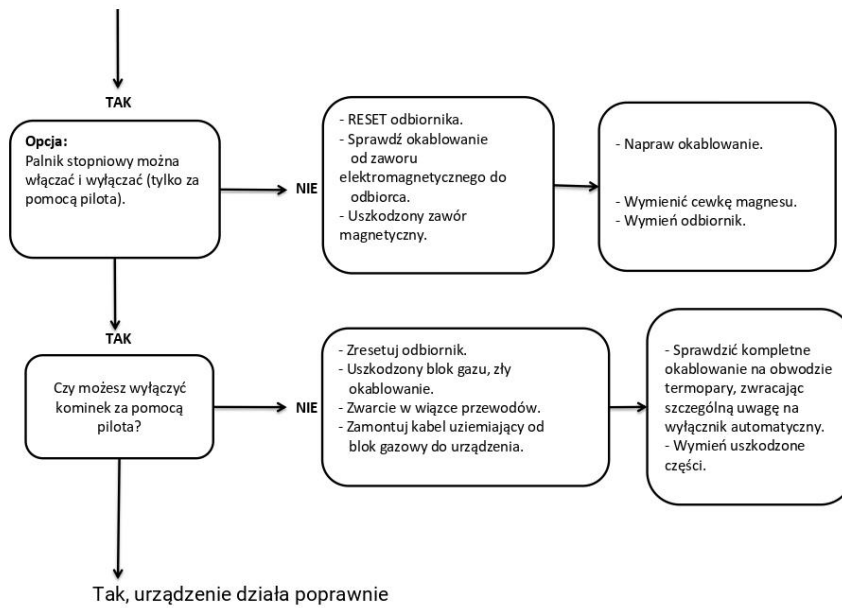 TAK
Opcja:
Palnik stopniowy można
włączać i wyłączać (tylko za
pomocą pilota).
NIE
- RESET odbiornika.
- Sprawdź okablowanie
od zaworu
elektromagnetycznego do
odbiorca.
- Uszkodzony zawór
magnetyczny.
- Napraw okablowanie.
- Wymienić cewkę magnesu.
- Wymień odbiornik.
TAK
Czy możesz wyłączyć
kominek za pomocą
pilota?
NIE
- Zresetuj odbiornik.
- Uszkodzony blok gazu, zły
okablowanie.
- Zwarcie w wiązce przewodów.
- Zamontuj kabel uziemiający od
blok gazowy do urządzenia.
- Sprawdzić kompletne
okablowanie na obwodzie
termopary, zwracając
szczególną uwagę na
wyłącznik automatyczny.
- Wymień uszkodzone
części.
Tak, urządzenie działa poprawnie